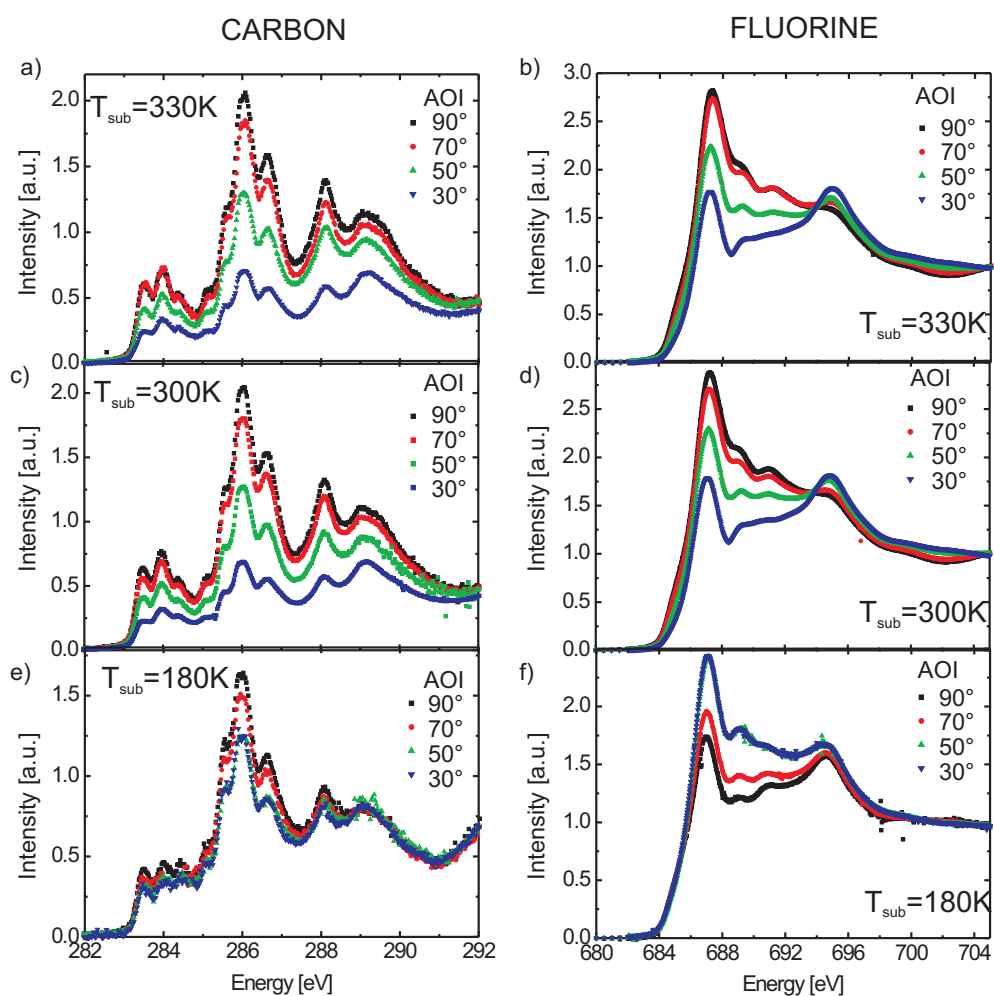 CARBON
FLUORINE
a)
T_sub=330K
AOI
90°
70°
50°
30°
Intensity [a.u.]
2.0
1.5
1.0
0.5
0.0
b)
3.0
2.5
2.0
1.5
1.0
0.5
0.0
Intensity [a.u.]
AOI
90°
70°
50°
30°
T_sub=330K
c)
T_sub=300K
AOI
90°
70°
50°
30°
Intensity [a.u.]
2.0
1.5
1.0
0.5
0.0
d)
2.5
2.0
1.5
1.0
0.5
0.0
Intensity [a.u.]
AOI
90°
70°
50°
30°
T_sub=300K
e)
T_sub=180K
AOI
90°
70°
50°
30°
Intensity [a.u.]
1.5
1.0
0.5
0.0
282 284 286 288 290 292
Energy [eV]
f)
2.5
2.0
1.5
1.0
0.5
0.0
Intensity [a.u.]
AOI
90°
70°
50°
30°
T_sub=180K
680 684 688 692 696 700 704
Energy [eV]